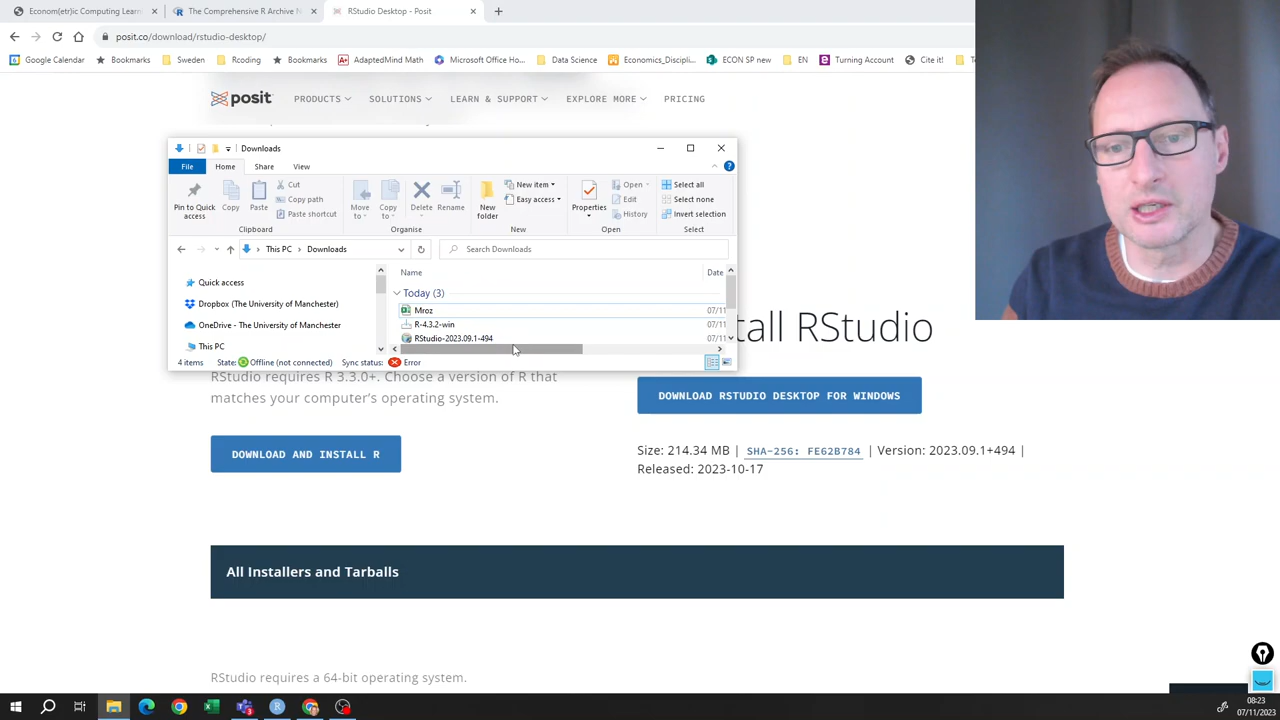 Econom(etr)ic Computing Learn
The Comprehensive R Archive N
RStudio Desktop - Posit
posit.co/download/rstudio-desktop/
Google Calendar
Bookmarks
Sweden
Rcoding
Bookmarks
AdaptedMind Math
Microsoft Office Ho...
Data Science
Economics_Discipli...
ECON SP new
EN
Turning Account
Cite it!
posit
PRODUCTS
SOLUTIONS
LEARN & SUPPORT
EXPLORE MORE
PRICING
Downloads
File
Home
Share
View
Pin to Quick access
Copy
Paste
Cut
Copy path
Paste shortcut
Clipboard
Move to
Copy to
Delete
Rename
Organise
New folder
New item
Easy access
New
Properties
Open
Edit
History
Open
Select all
Select none
Invert selection
Select
This PC
Downloads
Search Downloads
Quick access
Dropbox (The University of Manchester)
OneDrive - The University of Manchester
This PC
Name
Date
Today (3)
Mroz
07/11
R-4.3.2-win
07/11
RStudio-2023.09.1-494
07/11
4 items
State:
Offline (not connected)
Sync status:
Error
RStudio requires R 3.3.0+. Choose a version of R that
matches your computer's operating system.
DOWNLOAD AND INSTALL R
tall RStudio
DOWNLOAD RSTUDIO DESKTOP FOR WINDOWS
Size: 214.34 MB | SHA-256: FE62B784 | Version: 2023.09.1+494 |
Released: 2023-10-17
All Installers and Tarballs
RStudio requires a 64-bit operating system.
08:23
07/11/2023